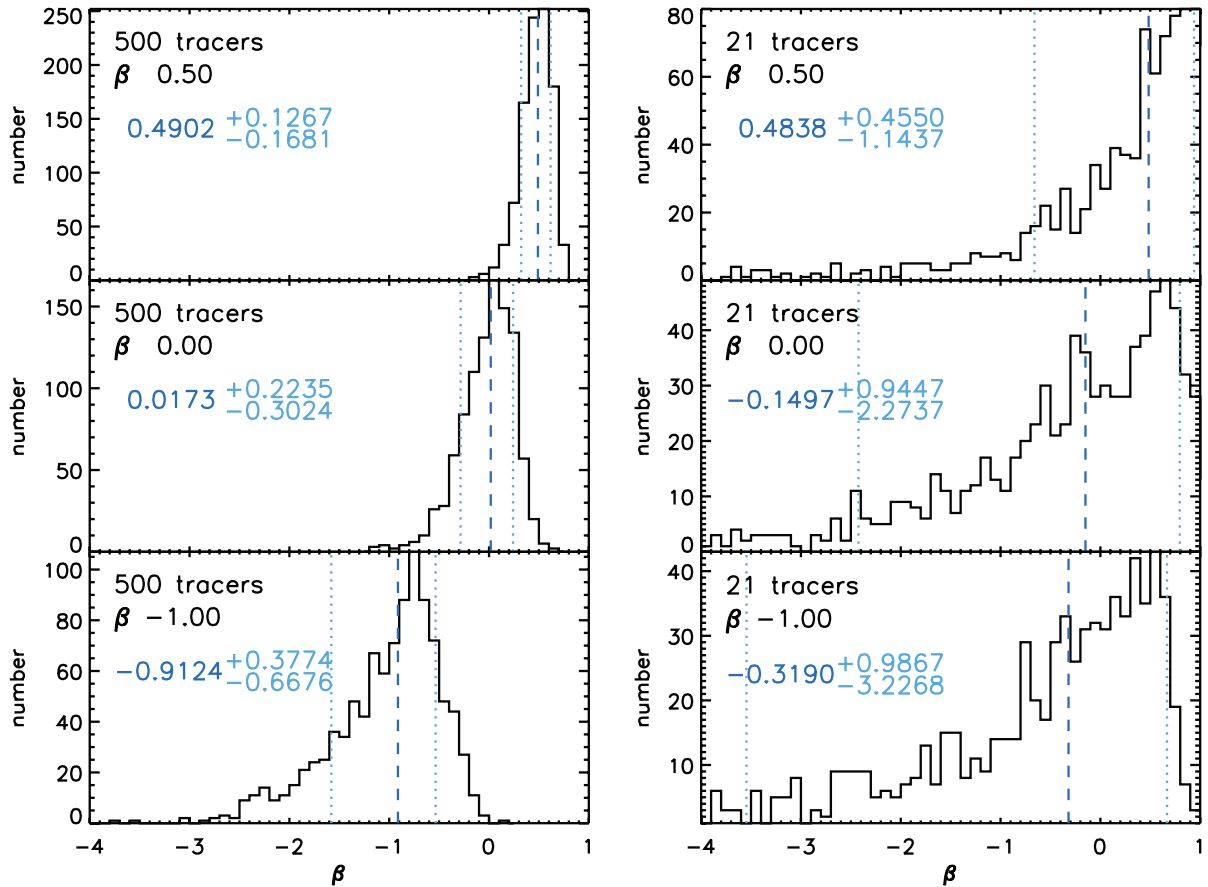 250
200
150
100
50
0
number
500 tracers
β 0.50
0.4902 +0.1267
−0.1681
80
60
40
20
0
number
21 tracers
β 0.50
0.4838 +0.4550
−1.1437
150
100
50
0
number
500 tracers
β 0.00
0.0173 +0.2235
−0.3024
40
30
20
10
0
number
21 tracers
β 0.00
−0.1497 +0.9447
−2.2737
100
80
60
40
20
0
number
500 tracers
β −1.00
−0.9124 +0.3774
−0.6676
−4 −3 −2 −1 0 1
β
40
30
20
10
number
21 tracers
β −1.00
−0.3190 +0.9867
−3.2268
−4 −3 −2 −1 0 1
β